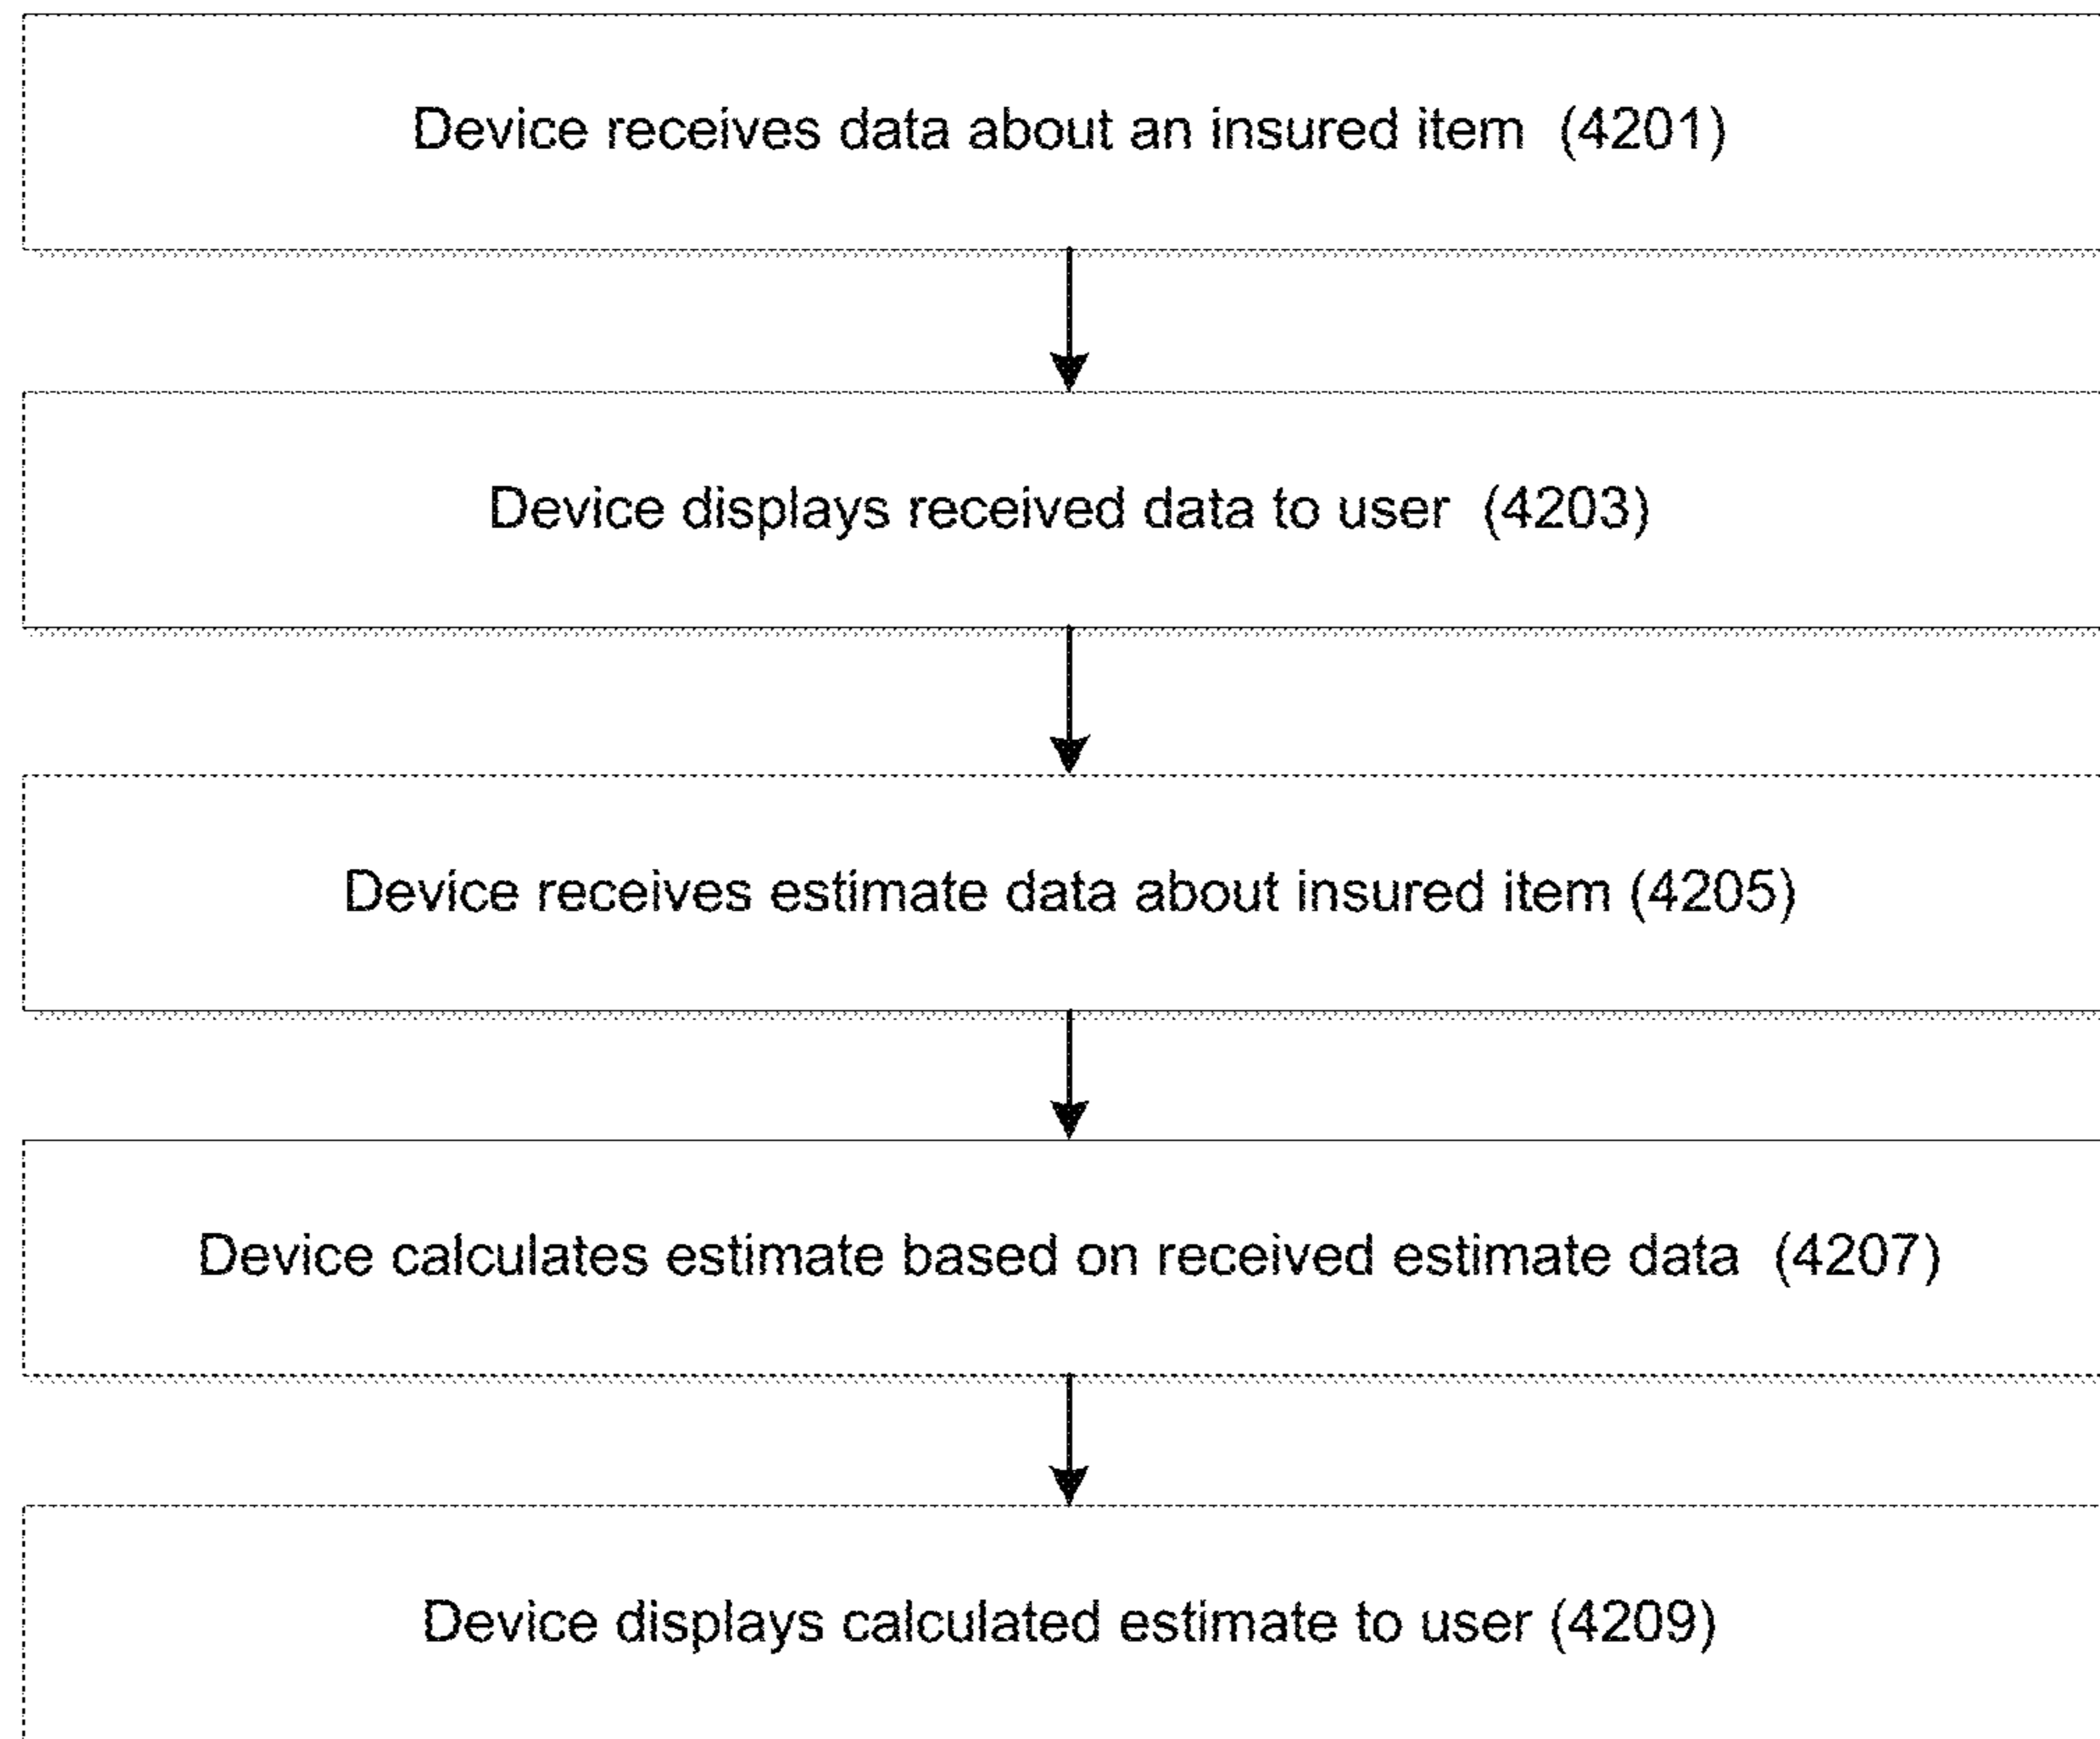 Device receives data about an insured item (4201)
Device displays received data to user (4203)
Device receives estimate data about insured item (4205)
Device calculates estimate based on received estimate data (4207)
Device displays calculated estimate to user (4209)